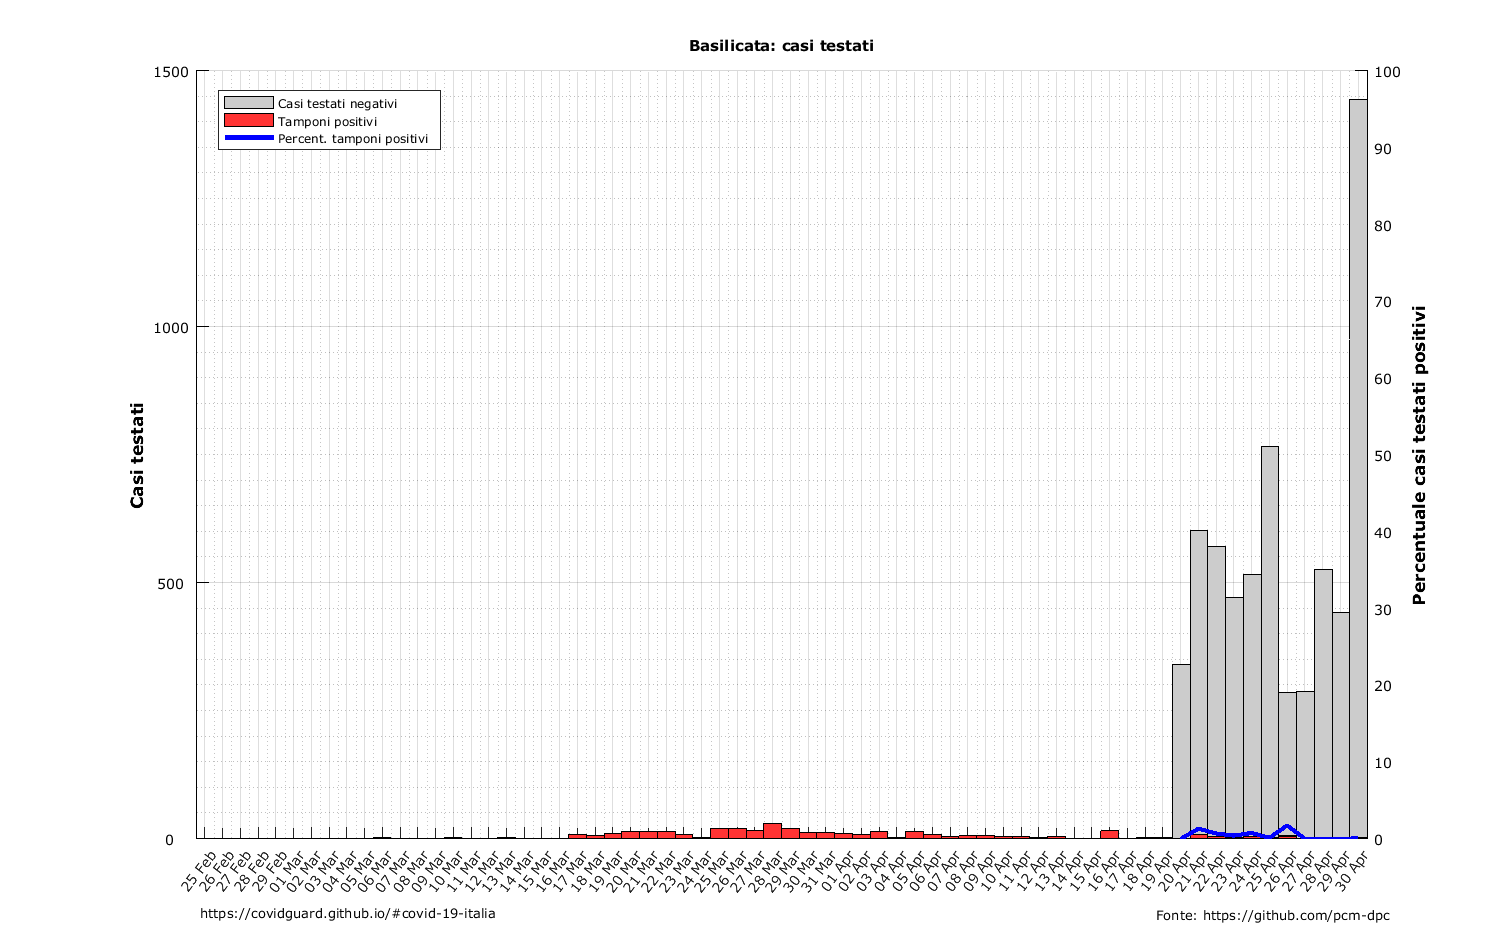 Basilicata: casi testati
1500
1000
500
0
Casi testati
Casi testati negativi
Tamponi positivi
Percent. tamponi positivi
100
90
80
70
60
50
40
30
20
10
0
Percentuale casi testati positivi
25 Feb
26 Feb
27 Feb
28 Feb
29 Feb
01 Mar
02 Mar
03 Mar
04 Mar
05 Mar
06 Mar
07 Mar
08 Mar
09 Mar
10 Mar
11 Mar
12 Mar
13 Mar
14 Mar
15 Mar
16 Mar
17 Mar
18 Mar
19 Mar
20 Mar
21 Mar
22 Mar
23 Mar
24 Mar
25 Mar
26 Mar
27 Mar
28 Mar
29 Mar
30 Mar
31 Mar
01 Apr
02 Apr
03 Apr
04 Apr
05 Apr
06 Apr
07 Apr
08 Apr
09 Apr
10 Apr
11 Apr
12 Apr
13 Apr
14 Apr
15 Apr
16 Apr
17 Apr
18 Apr
19 Apr
20 Apr
21 Apr
22 Apr
23 Apr
24 Apr
25 Apr
26 Apr
27 Apr
28 Apr
29 Apr
30 Apr
https://covidguard.github.io/#covid-19-italia
Fonte: https://github.com/pcm-dpc